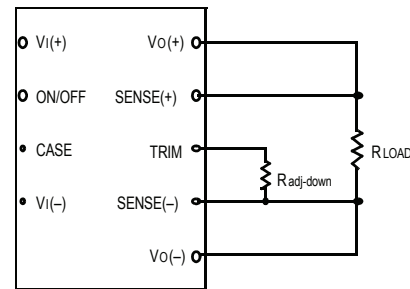 VI(+) VO(+)
ON/OFF SENSE(+)
CASE TRIM
RLOAD
Radj-down
VI(–) SENSE(–)
VO(–)